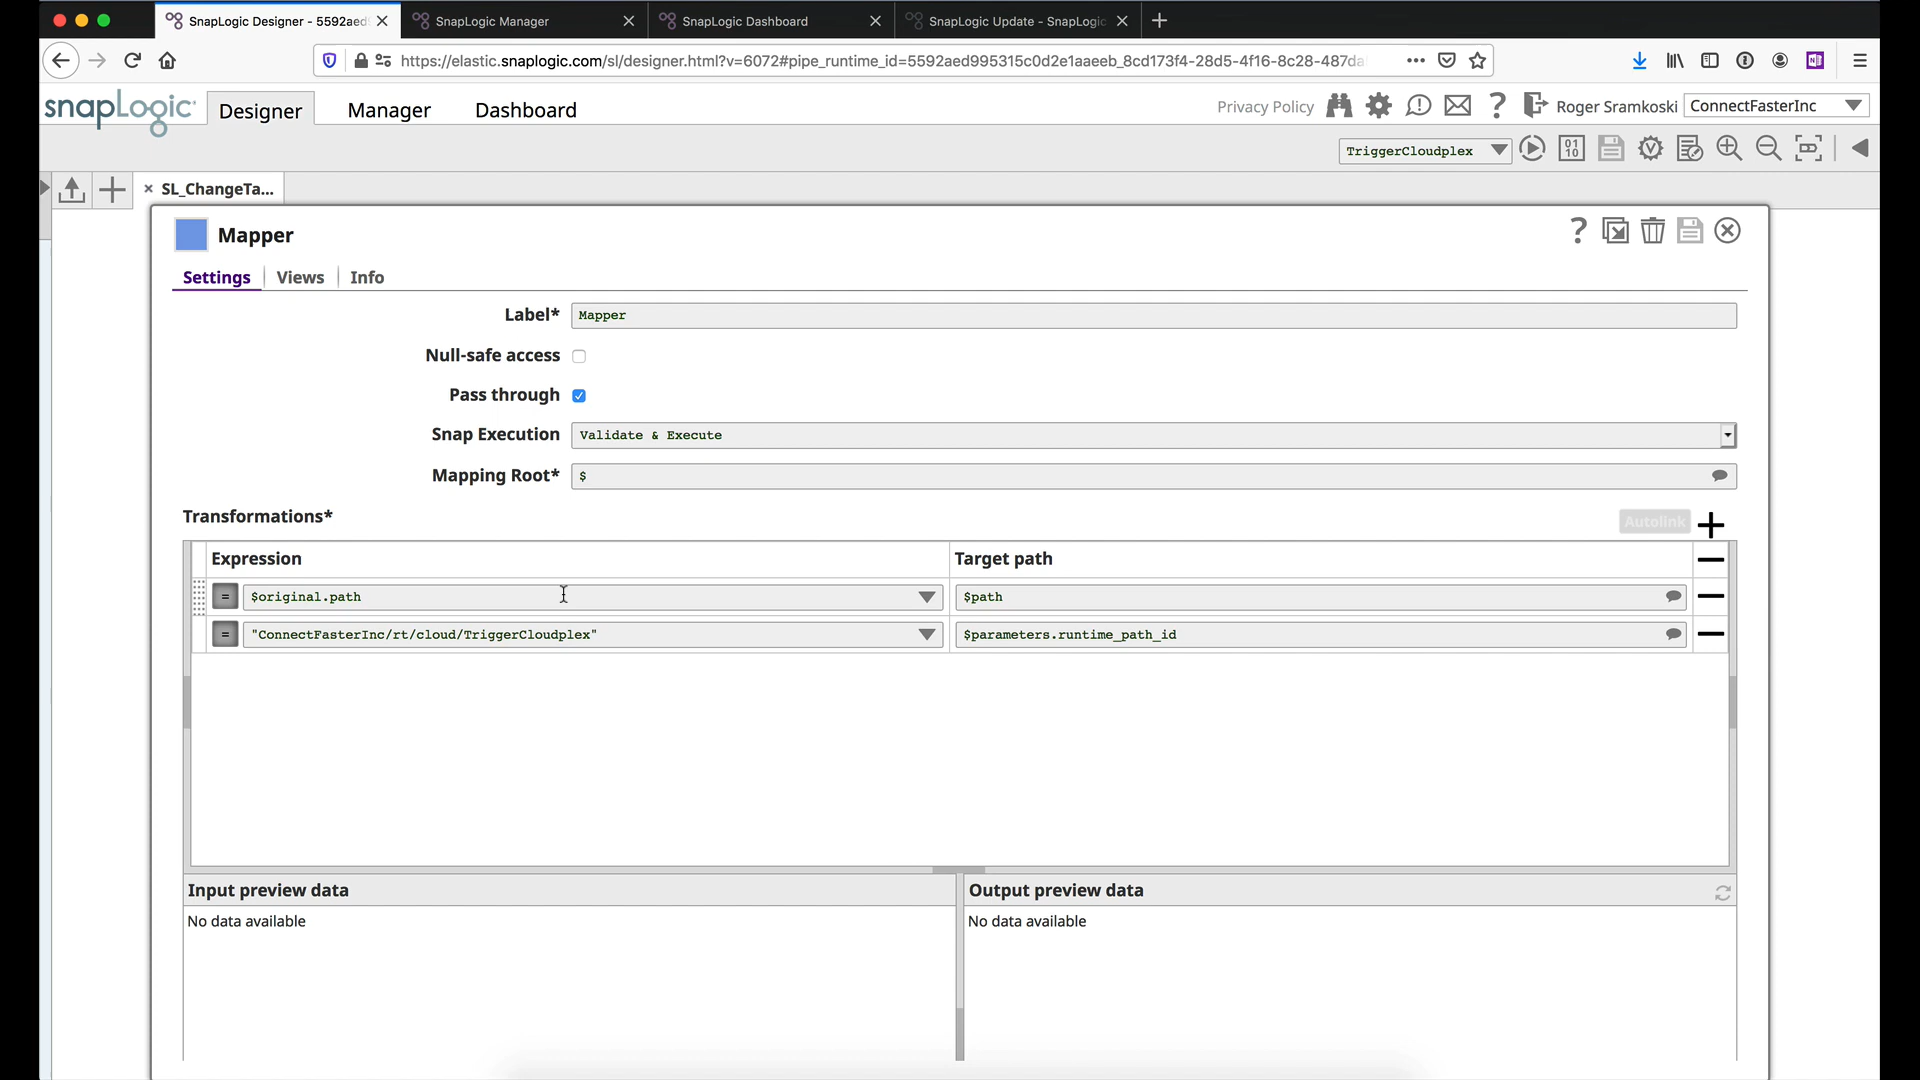 SnapLogic Designer - 5592aed
SnapLogic Manager
SnapLogic Dashboard
SnapLogic Update - SnapLogic
https://elastic.snaplogic.com/sl/designer.html?v=6072#pipe_runtime_id=5592aed995315c0d2e1aaeeb_8cd173f4-28d5-4f16-8c28-487da
snapLogic
Designer
Manager
Dashboard
Privacy Policy
Roger Sramkoski
ConnectFasterInc
TriggerCloudplex
SL_ChangeTa...
Mapper
Settings
Views
Info
Label*
Mapper
Null-safe access
Pass through
Snap Execution
Validate & Execute
Mapping Root*
$
Transformations*
Autolink
Expression
Target path
= $original.path
$path
= "ConnectFasterInc/rt/cloud/TriggerCloudplex"
$parameters.runtime_path_id
Input preview data
Output preview data
No data available
No data available